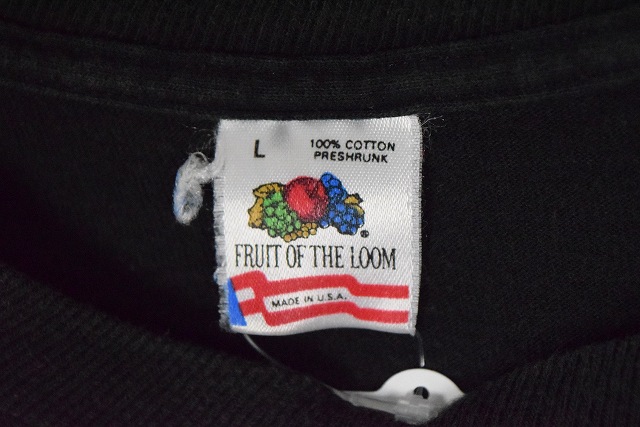 L
100% COTTON
PRESHRUNK
®
FRUIT OF THE LOOM
MADE IN U.S.A.